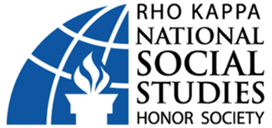 RHO KAPPA
NATIONAL
SOCIAL
STUDIES
HONOR SOCIETY